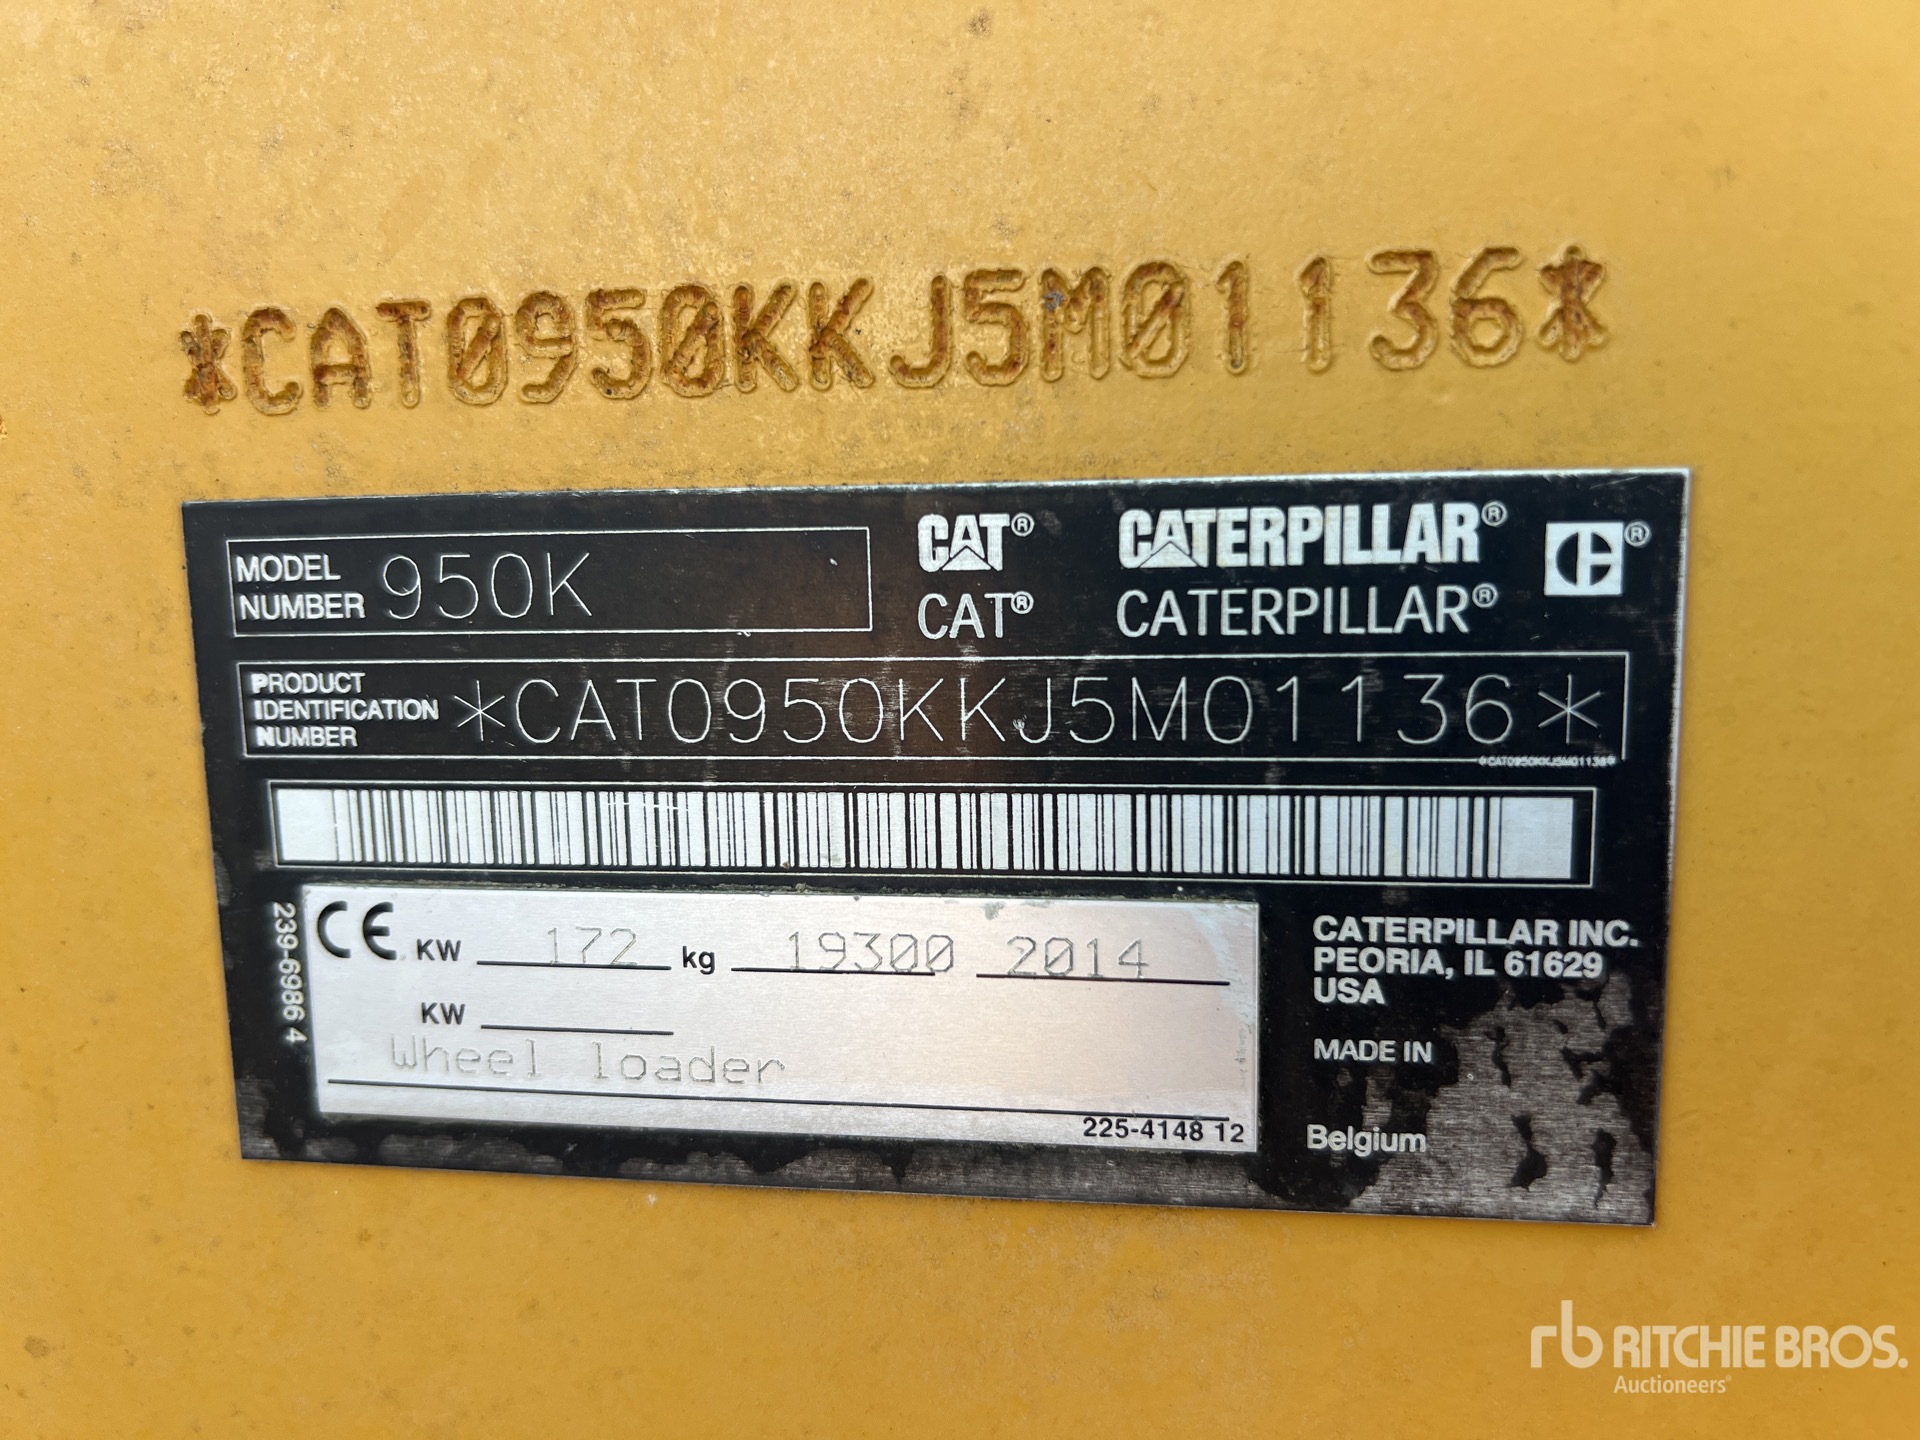 *CAT0950KKJ5M01136*
MODEL NUMBER 950K
CAT® CATERPILLAR® ®
CAT® CATERPILLAR®
PRODUCT IDENTIFICATION NUMBER *CAT0950KKJ5M01136*
*CAT0950KKJ5M01136*
239-6986 4
CE KW 172 kg 19300 2014
KW
Wheel loader
225-4148 12
CATERPILLAR INC.
PEORIA, IL 61629
USA
MADE IN
Belgium
rb RITCHIE BROS.
Auctioneers